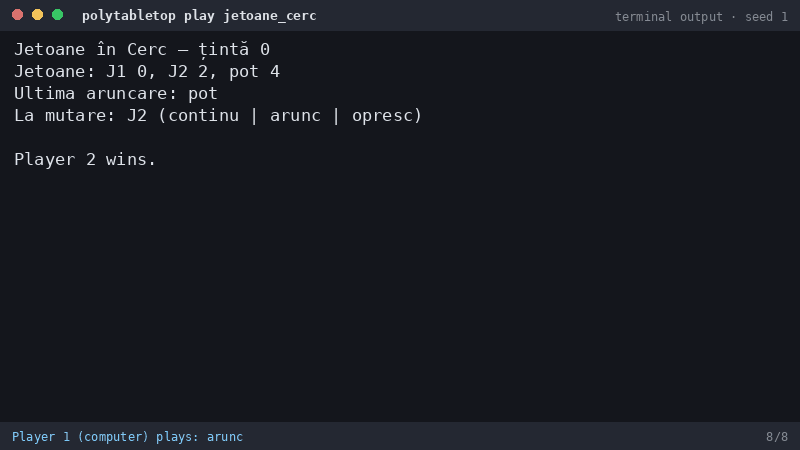 polytabletop play jetoane_cerc
terminal output · seed 1
Jetoane în Cerc — țintă 0
Jetoane: J1 0, J2 2, pot 4
Ultima aruncare: pot
La mutare: J2 (continu | arunc | opresc)
Player 2 wins.
Player 1 (computer) plays: arunc
8/8